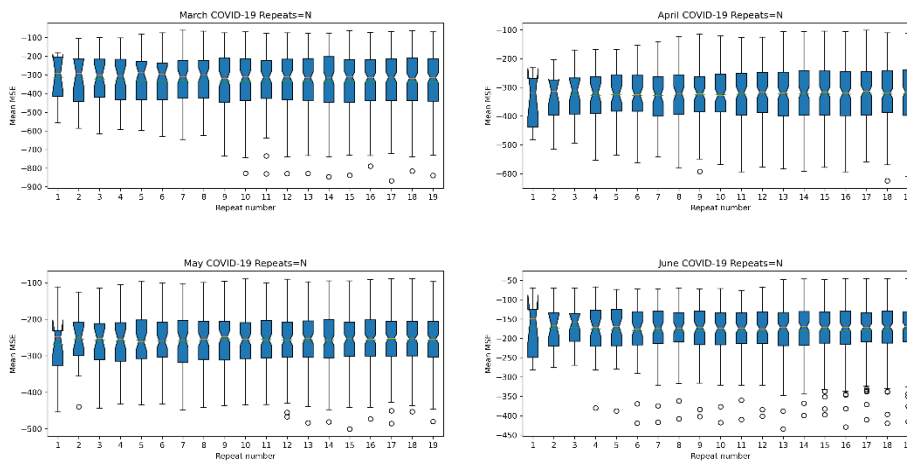 March COVID-19 Repeats=N
−100
−200
−300
−400
−500
−600
−700
−800
−900
Mean MSE
1 2 3 4 5 6 7 8 9 10 11 12 13 14 15 16 17 18 19
Repeat number
April COVID-19 Repeats=N
−100
−200
−300
−400
−500
−600
Mean MSE
1 2 3 4 5 6 7 8 9 10 11 12 13 14 15 16 17 18
Repeat number
May COVID-19 Repeats=N
−100
−200
−300
−400
−500
Mean MSE
1 2 3 4 5 6 7 8 9 10 11 12 13 14 15 16 17 18 19
Repeat number
June COVID-19 Repeats=N
−50
−100
−150
−200
−250
−300
−350
−400
−450
Mean MSE
1 2 3 4 5 6 7 8 9 10 11 12 13 14 15 16 17 18
Repeat number